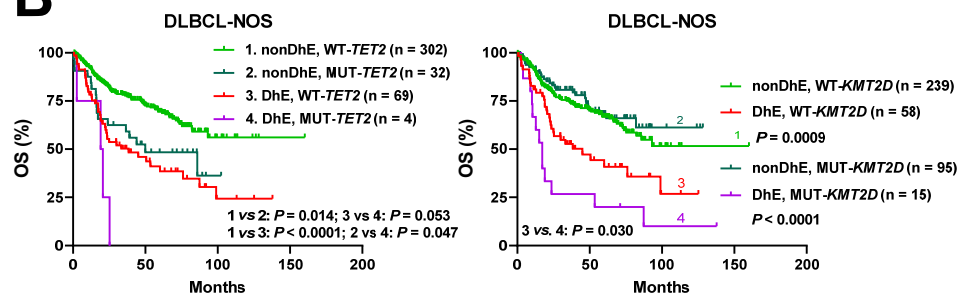 B
DLBCL-NOS
OS (%)
100
75
50
25
0
0 50 100 150 200
Months
1. nonDhE, WT-TET2 (n = 302)
2. nonDhE, MUT-TET2 (n = 32)
3. DhE, WT-TET2 (n = 69)
4. DhE, MUT-TET2 (n = 4)
1 vs 2: P = 0.014; 3 vs 4: P = 0.053
1 vs 3: P < 0.0001; 2 vs 4: P = 0.047
DLBCL-NOS
OS (%)
100
75
50
25
0
0 50 100 150 200
Months
2
1
3
4
3 vs. 4: P = 0.030
nonDhE, WT-KMT2D (n = 239)
DhE, WT-KMT2D (n = 58)
P = 0.0009
nonDhE, MUT-KMT2D (n = 95)
DhE, MUT-KMT2D (n = 15)
P < 0.0001